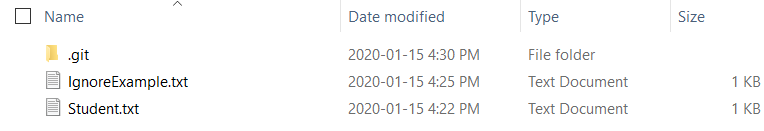 Name Date modified Type Size
.git 2020-01-15 4:30 PM File folder
IgnoreExample.txt 2020-01-15 4:25 PM Text Document 1 KB
Student.txt 2020-01-15 4:22 PM Text Document 1 KB